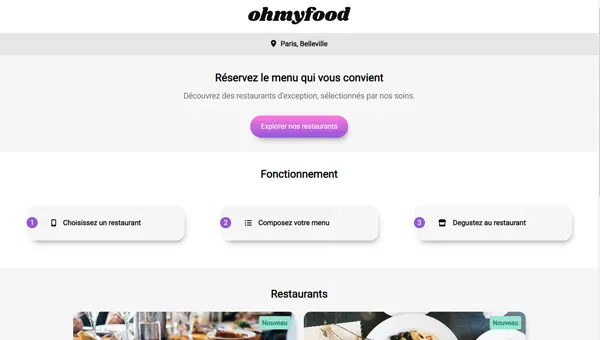 ohmyfood
Paris, Belleville
Réservez le menu qui vous convient
Découvrez des restaurants d'exception, sélectionnés par nos soins.
Explorer nos restaurants
Fonctionnement
1 Choisissez un restaurant
2 Composez votre menu
3 Degustez au restaurant
Restaurants
Nouveau
Nouveau